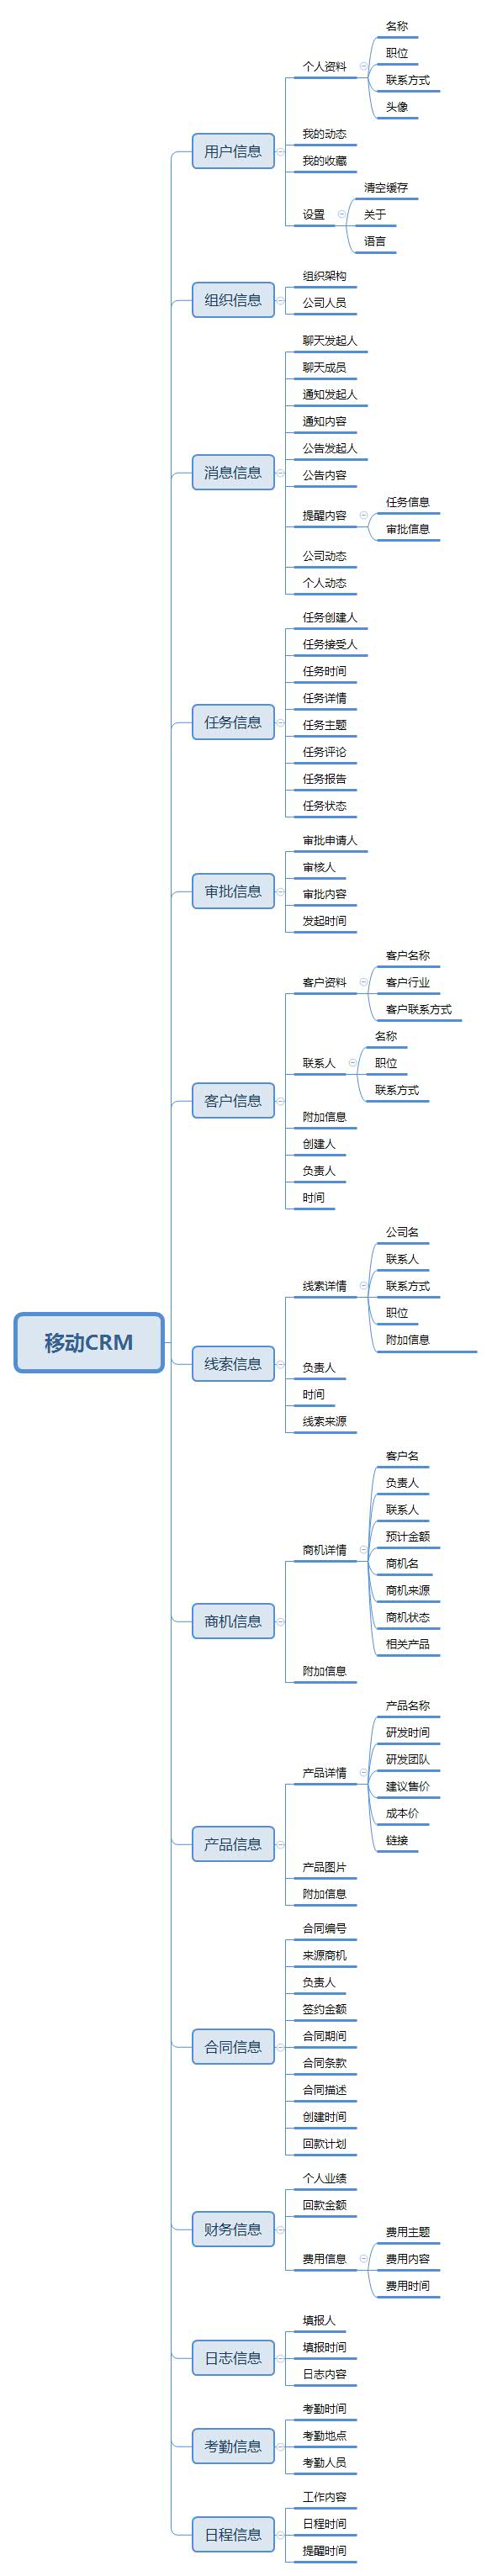 移动CRM
用户信息
个人资料
名称
职位
联系方式
头像
我的动态
我的收藏
设置
清空缓存
关于
语言
组织信息
组织架构
公司人员
消息信息
聊天发起人
聊天成员
通知发起人
通知内容
公告发起人
公告内容
提醒内容
任务信息
审批信息
公司动态
个人动态
任务信息
任务创建人
任务接受人
任务时间
任务详情
任务主题
任务评论
任务报告
任务状态
审批信息
审批申请人
审核人
审批内容
发起时间
客户信息
客户资料
客户名称
客户行业
客户联系方式
联系人
名称
职位
联系方式
附加信息
创建人
负责人
时间
线索信息
线索详情
公司名
联系人
联系方式
职位
附加信息
负责人
时间
线索来源
商机信息
商机详情
客户名
负责人
联系人
预计金额
商机名
商机来源
商机状态
相关产品
附加信息
产品信息
产品详情
产品名称
研发时间
研发团队
建议售价
成本价
链接
产品图片
附加信息
合同信息
合同编号
来源商机
负责人
签约金额
合同期间
合同条款
合同描述
创建时间
回款计划
财务信息
个人业绩
回款金额
费用信息
费用主题
费用内容
费用时间
日志信息
填报人
填报时间
日志内容
考勤信息
考勤时间
考勤地点
考勤人员
日程信息
工作内容
日程时间
提醒时间